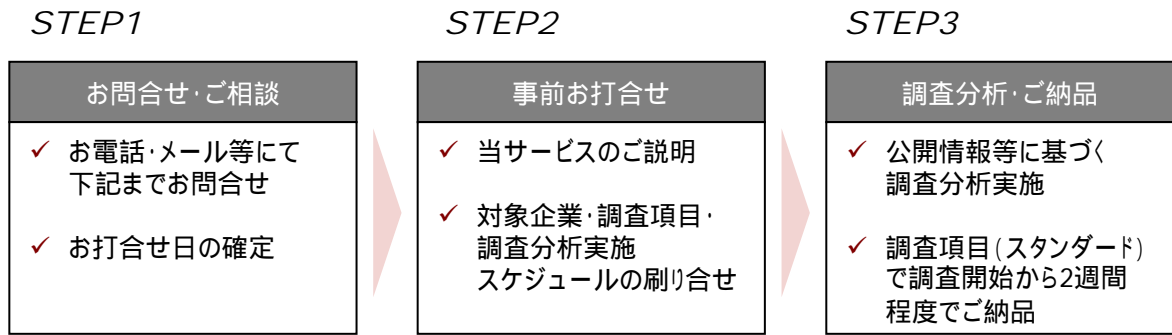 STEP1
お問合せ・ご相談
✓ お電話・メール等にて
下記までお問合せ
✓ お打合せ日の確定
STEP2
事前お打合せ
✓ 当サービスのご説明
✓ 対象企業・調査項目・
調査分析実施
スケジュールの刷り合せ
STEP3
調査分析・ご納品
✓ 公開情報等に基づく
調査分析実施
✓ 調査項目(スタンダード)
で調査開始から2週間
程度でご納品